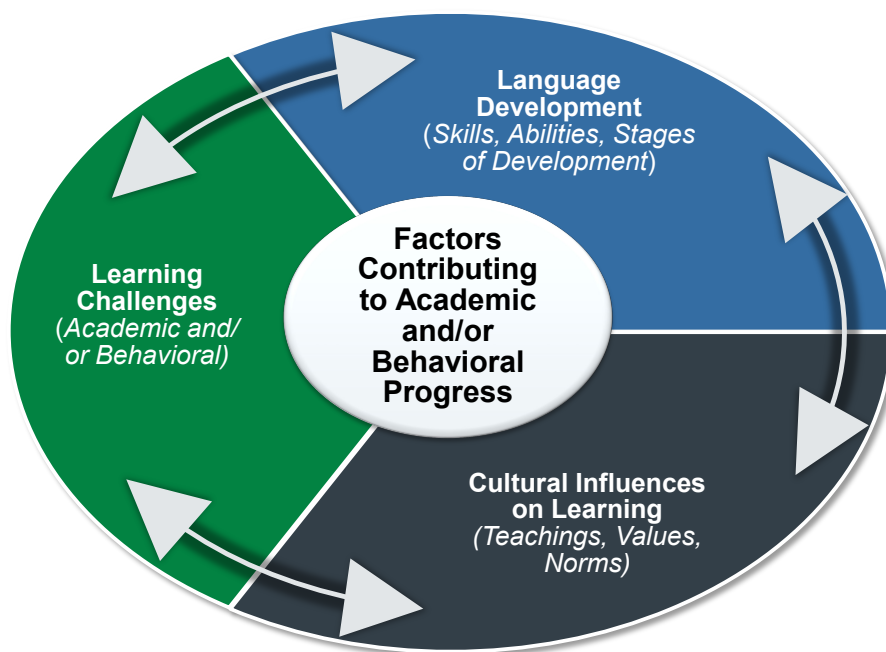 Language
Development
(Skills, Abilities, Stages
of Development)
Factors
Contributing
to Academic
and/or
Behavioral
Progress
Learning
Challenges
(Academic and/
or Behavioral)
Cultural Influences
on Learning
(Teachings, Values,
Norms)